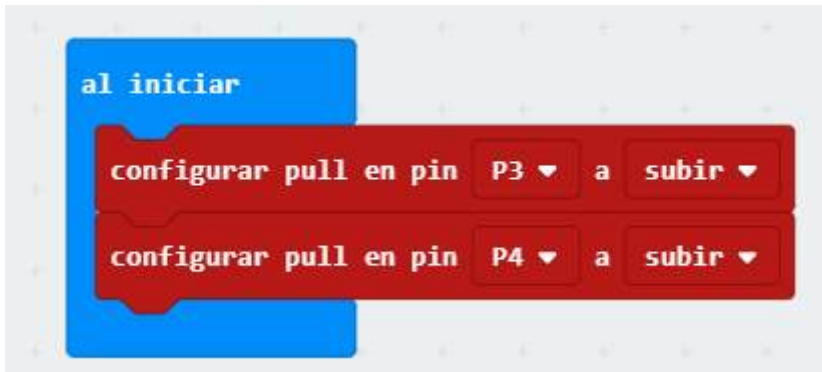 al iniciar
configurar pull en pin P3 a subir
configurar pull en pin P4 a subir